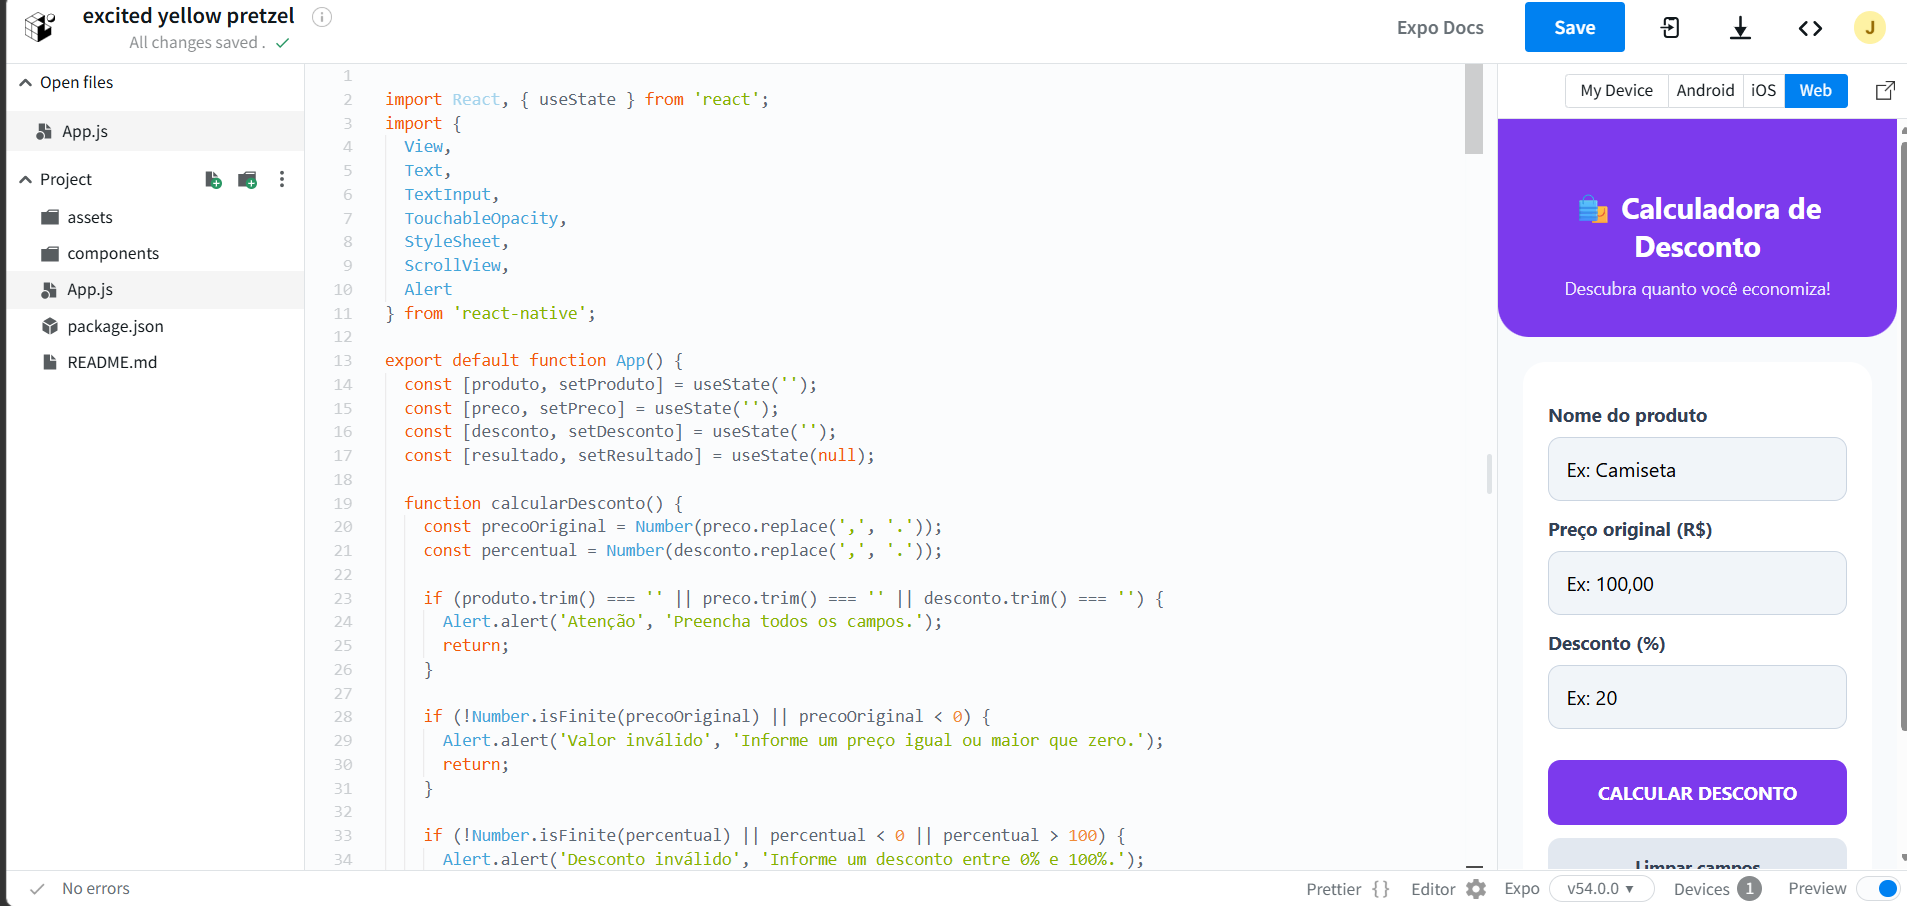 excited yellow pretzel
All changes saved .
Expo Docs
Save
J
Open files
App.js
Project
assets
components
App.js
package.json
README.md
1
2 import React, { useState } from 'react';
3 import {
4 View,
5 Text,
6 TextInput,
7 TouchableOpacity,
8 StyleSheet,
9 ScrollView,
10 Alert
11 } from 'react-native';
12
13 export default function App() {
14 const [produto, setProduto] = useState('');
15 const [preco, setPreco] = useState('');
16 const [desconto, setDesconto] = useState('');
17 const [resultado, setResultado] = useState(null);
18
19 function calcularDesconto() {
20 const precoOriginal = Number(preco.replace(',', '.'));
21 const percentual = Number(desconto.replace(',', '.'));
22
23 if (produto.trim() === '' || preco.trim() === '' || desconto.trim() === '') {
24 Alert.alert('Atenção', 'Preencha todos os campos.');
25 return;
26 }
27
28 if (!Number.isFinite(precoOriginal) || precoOriginal < 0) {
29 Alert.alert('Valor inválido', 'Informe um preço igual ou maior que zero.');
30 return;
31 }
32
33 if (!Number.isFinite(percentual) || percentual < 0 || percentual > 100) {
34 Alert.alert('Desconto inválido', 'Informe um desconto entre 0% e 100%.');
My Device Android iOS Web
Calculadora de
Desconto
Descubra quanto você economiza!
Nome do produto
Ex: Camiseta
Preço original (R$)
Ex: 100,00
Desconto (%)
Ex: 20
CALCULAR DESCONTO
Limpar campos
No errors
Prettier { } Editor Expo v54.0.0 Devices 1 Preview